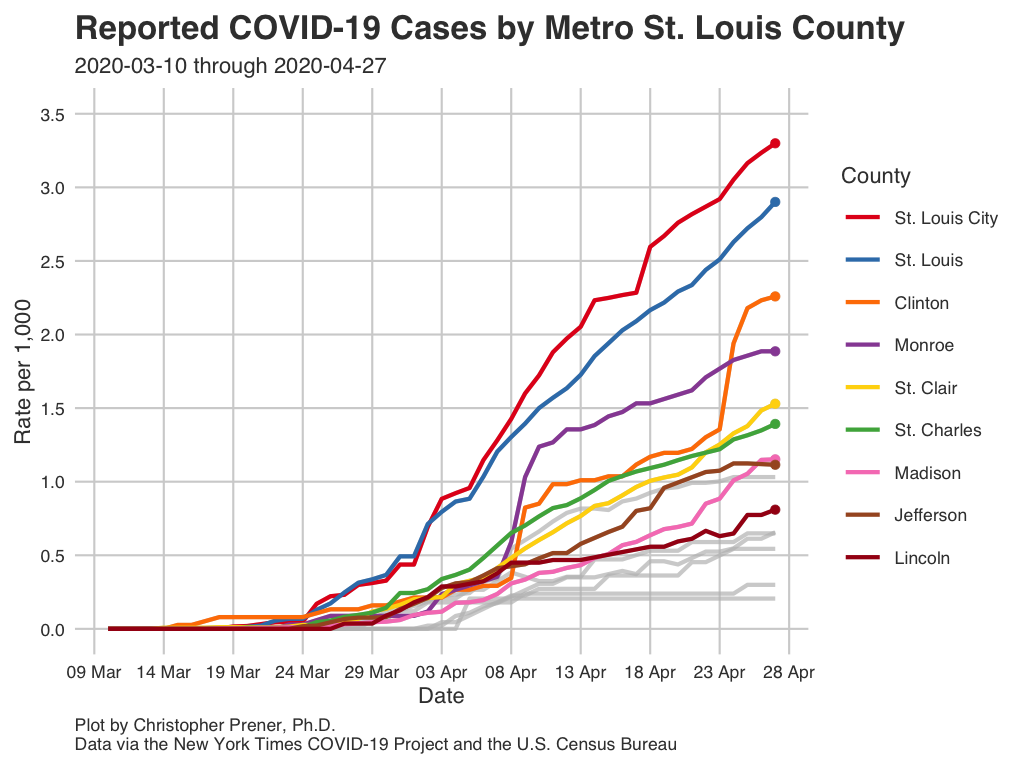 Reported COVID-19 Cases by Metro St. Louis County
2020-03-10 through 2020-04-27
Rate per 1,000
3.5
3.0
2.5
2.0
1.5
1.0
0.5
0.0
09 Mar 14 Mar 19 Mar 24 Mar 29 Mar 03 Apr 08 Apr 13 Apr 18 Apr 23 Apr 28 Apr
Date
County
St. Louis City
St. Louis
Clinton
Monroe
St. Clair
St. Charles
Madison
Jefferson
Lincoln
Plot by Christopher Prener, Ph.D.
Data via the New York Times COVID-19 Project and the U.S. Census Bureau